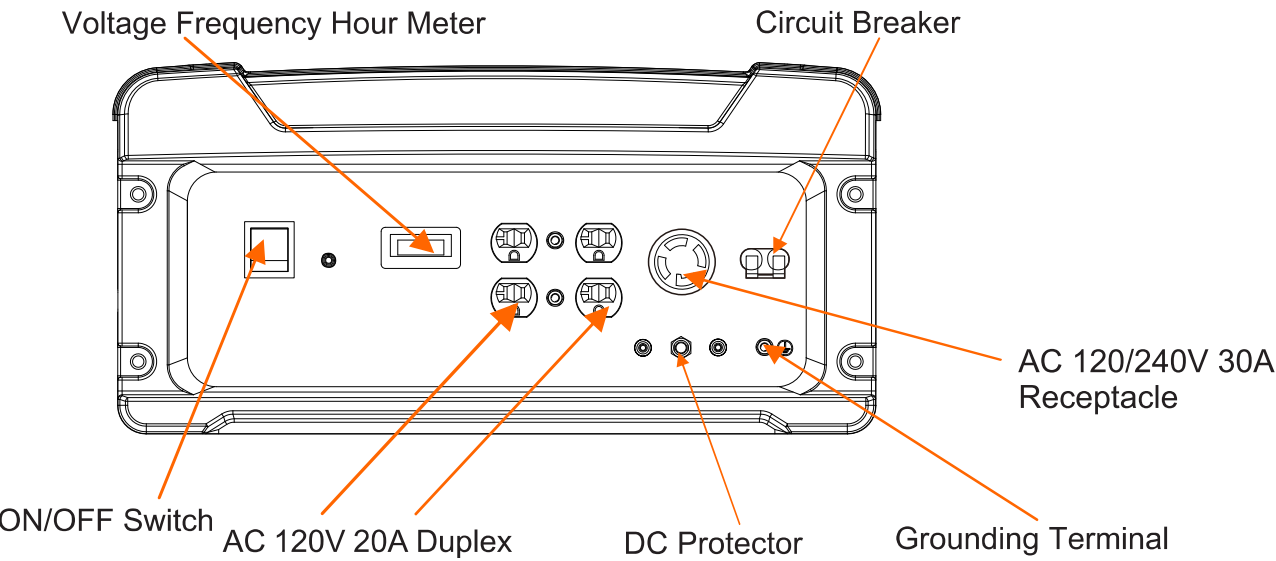 Voltage Frequency Hour Meter
Circuit Breaker
AC 120/240V 30A
Receptacle
ON/OFF Switch
AC 120V 20A Duplex
DC Protector
Grounding Terminal